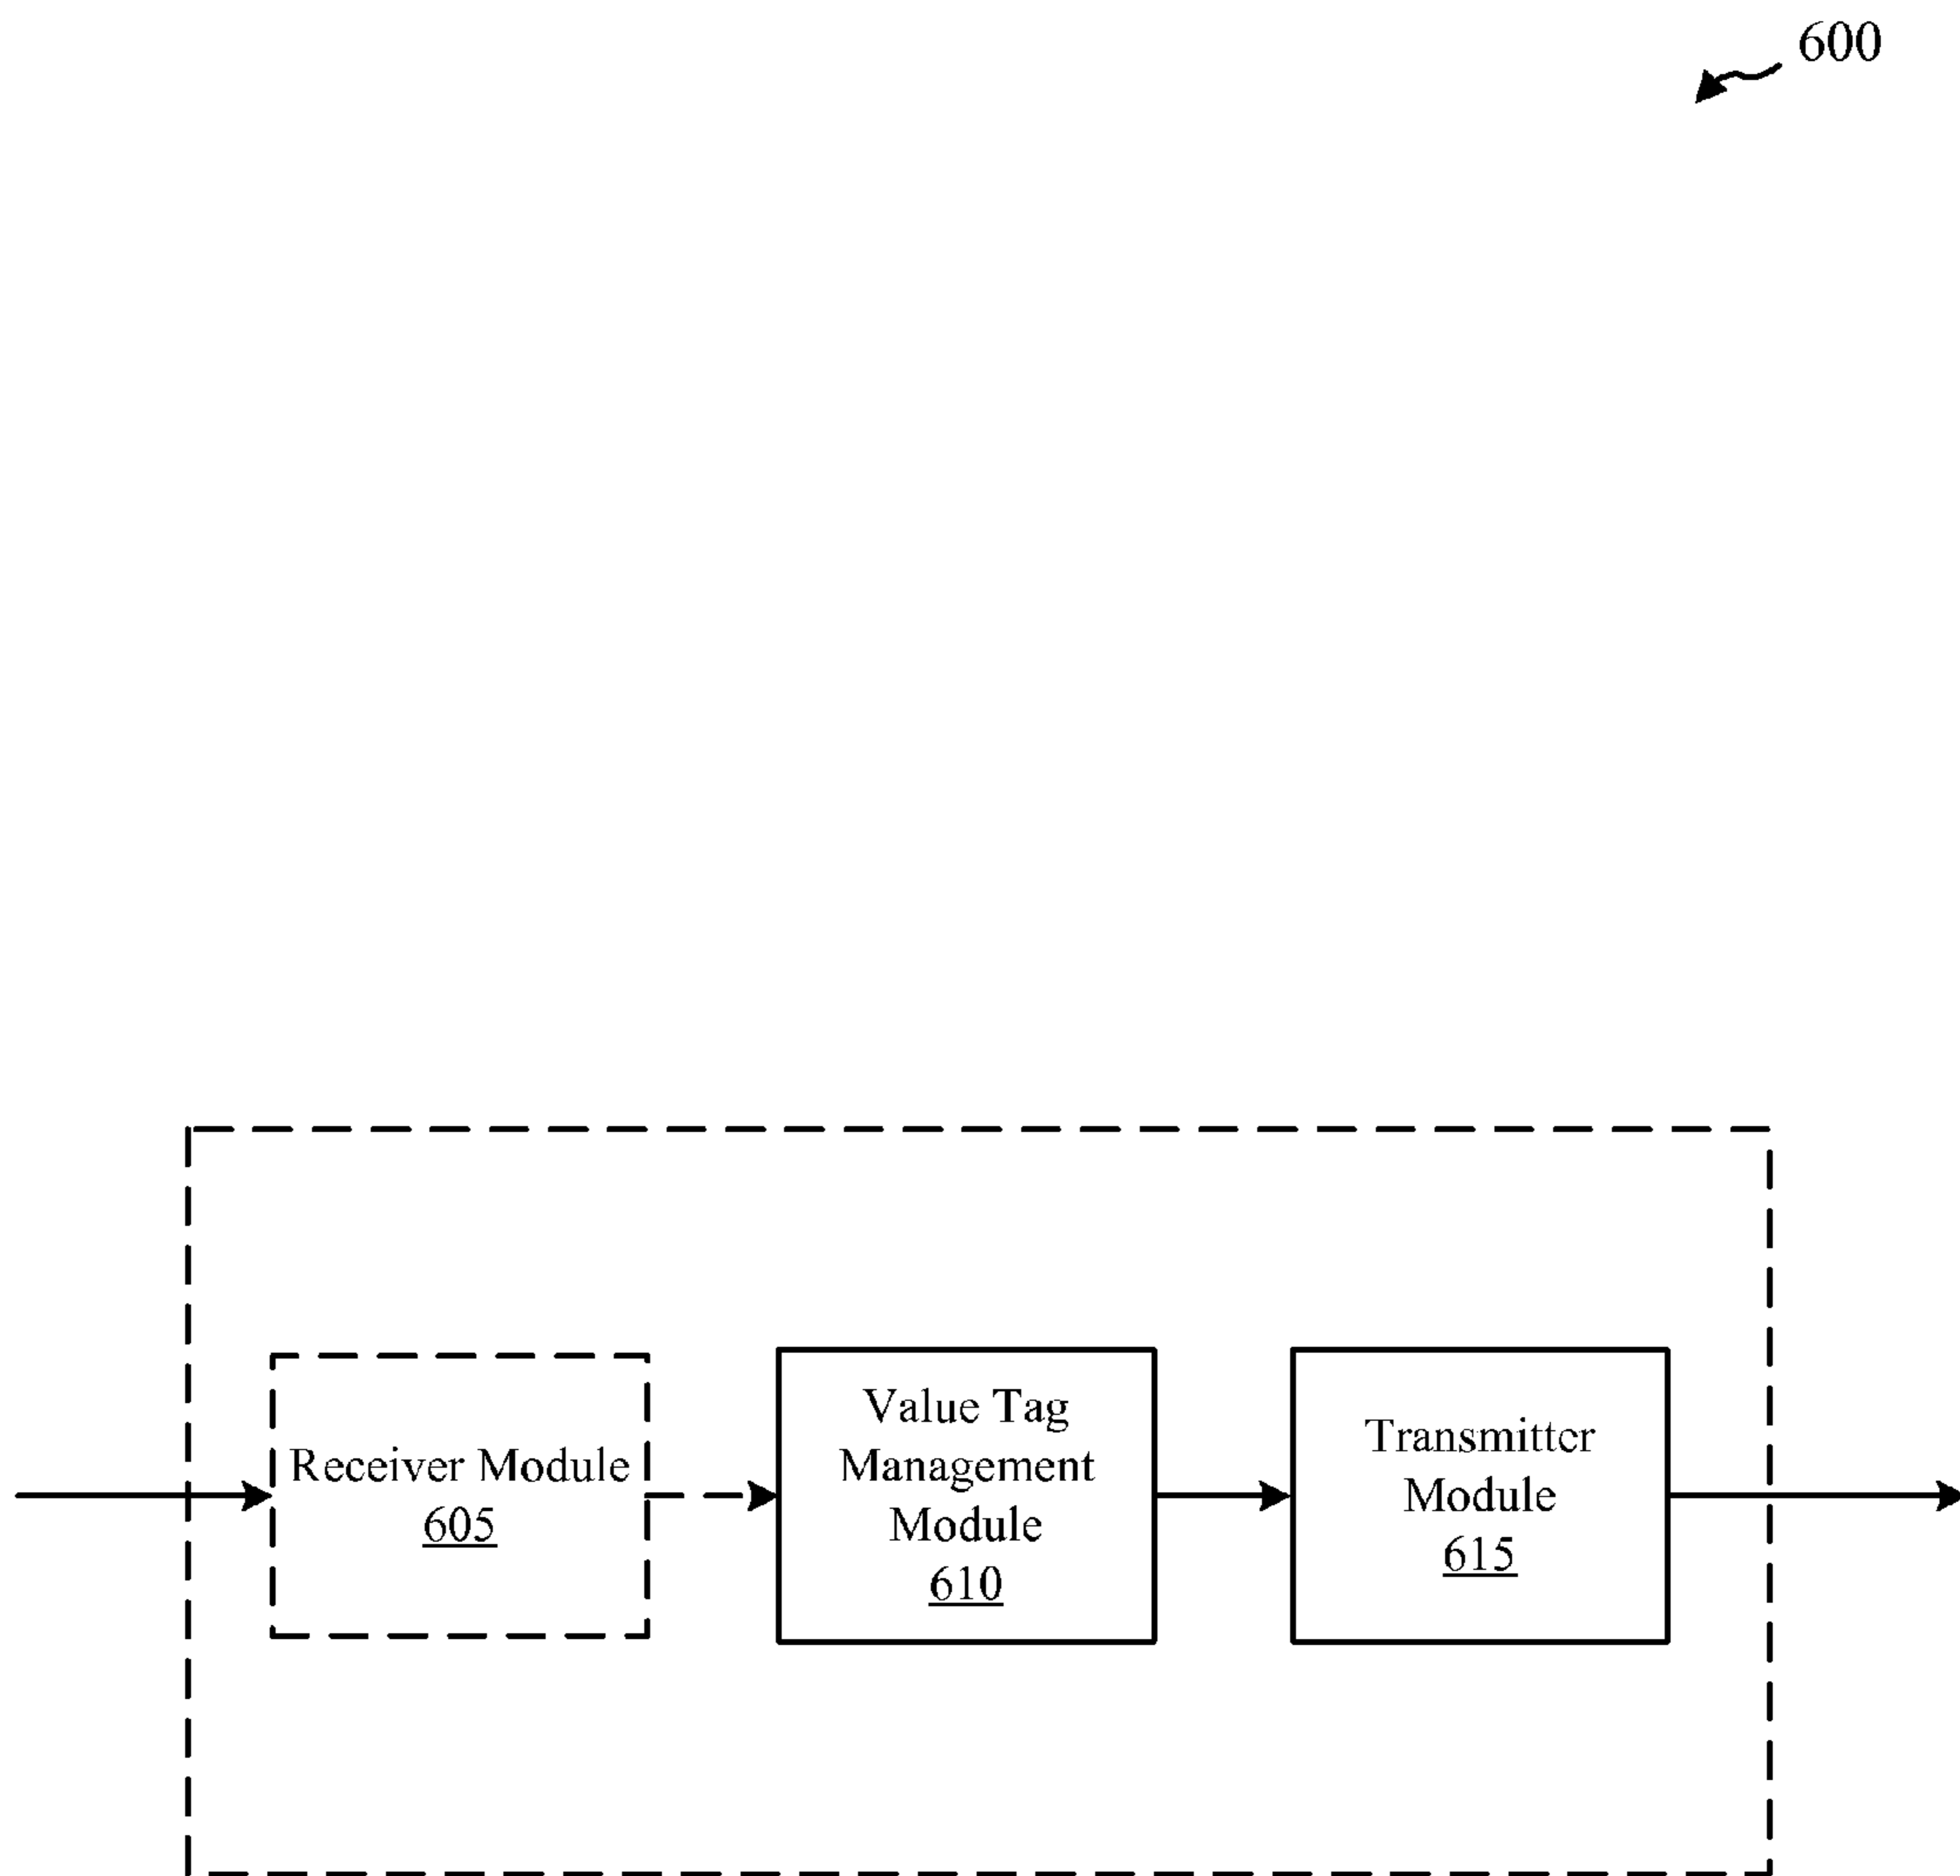 600
Receiver Module
605
Value Tag
Management
Module
610
Transmitter
Module
615